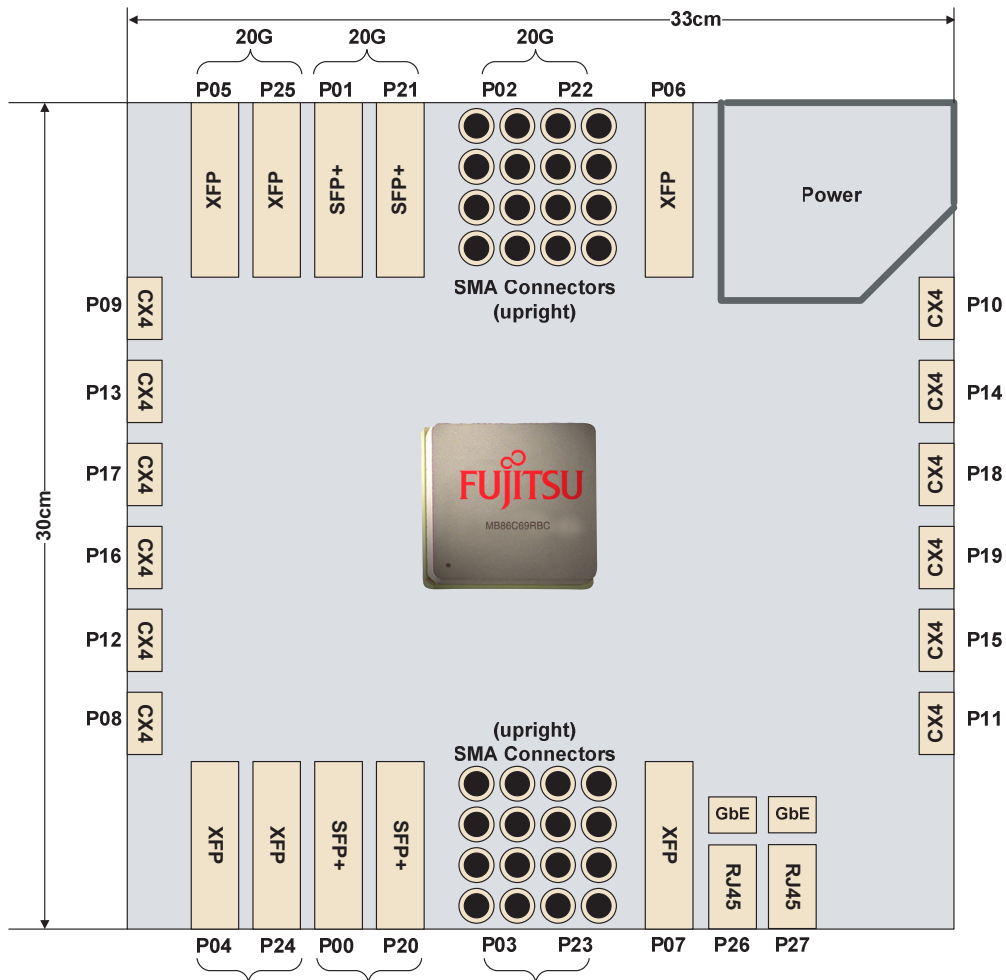 33cm
20G 20G 20G
P05 P25 P01 P21 P02 P22 P06
XFP XFP SFP+ SFP+ XFP
Power
SMA Connectors
(upright)
P09 CX4 CX4 P10
P13 CX4 CX4 P14
P17 CX4 CX4 P18
FUJITSU
MB86C69RBC
30cm
P16 CX4 CX4 P19
P12 CX4 CX4 P15
P08 CX4 CX4 P11
(upright)
SMA Connectors
XFP XFP SFP+ SFP+ XFP
GbE GbE
RJ45 RJ45
P04 P24 P00 P20 P03 P23 P07 P26 P27